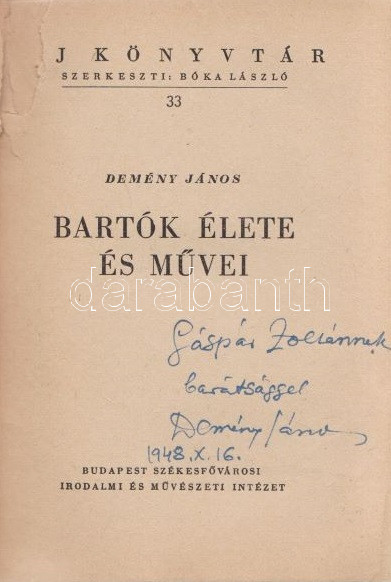 J KÖNYVTÁR
SZERKESZTI: BÓKA LÁSZLÓ
33
DEMÉNY JÁNOS
BARTÓK ÉLETE
ÉS MŰVEI
darabanth
Gáspár Zoltánnak
barátsággel
Demény János
1948. X. 16.
BUDAPEST SZÉKESFŐVÁROSI
IRODALMI ÉS MŰVÉSZETI INTÉZET